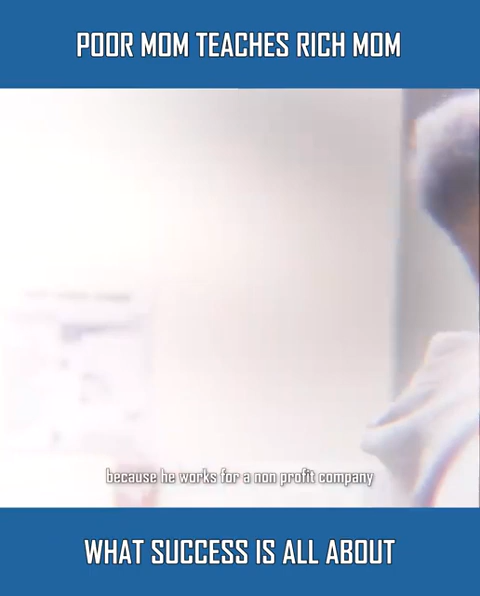 POOR MOM TEACHES RICH MOM
because he works for a non profit company
WHAT SUCCESS IS ALL ABOUT